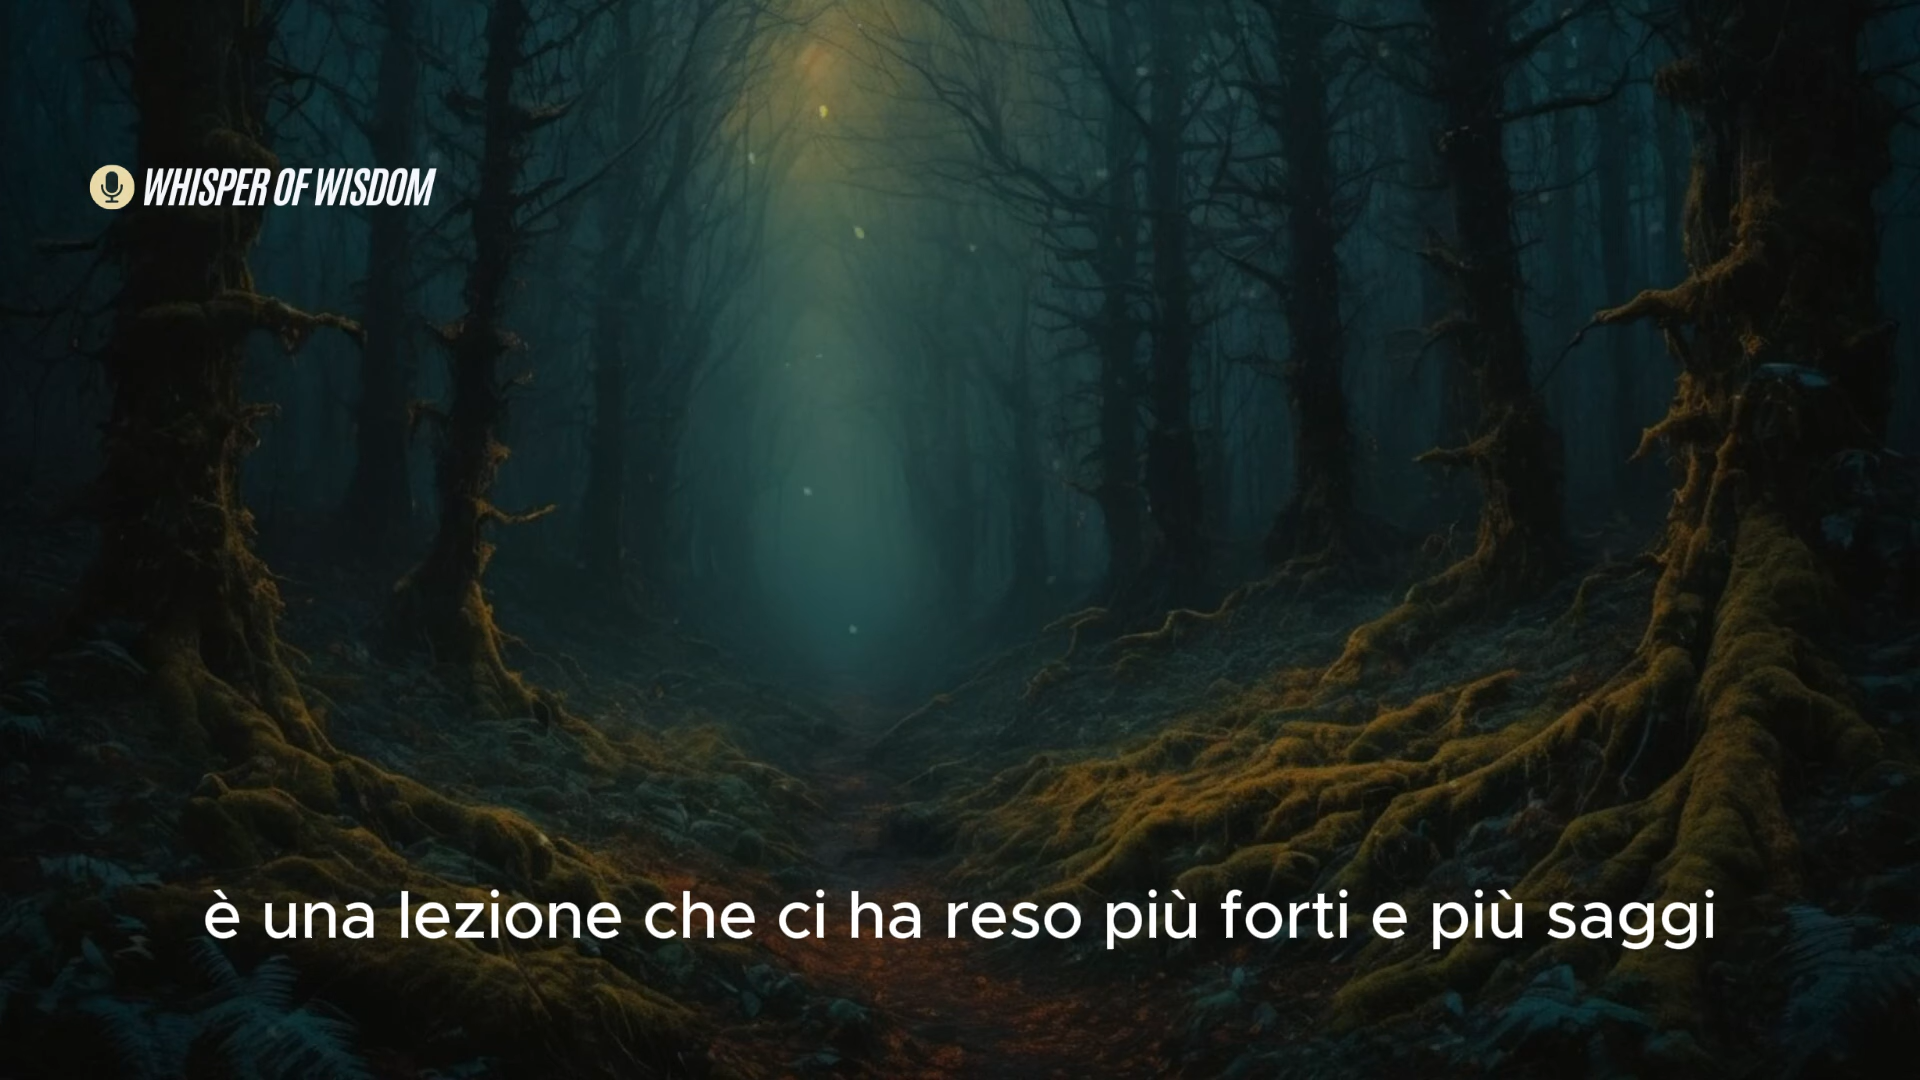 WHISPER OF WISDOM
è una lezione che ci ha reso più forti e più saggi